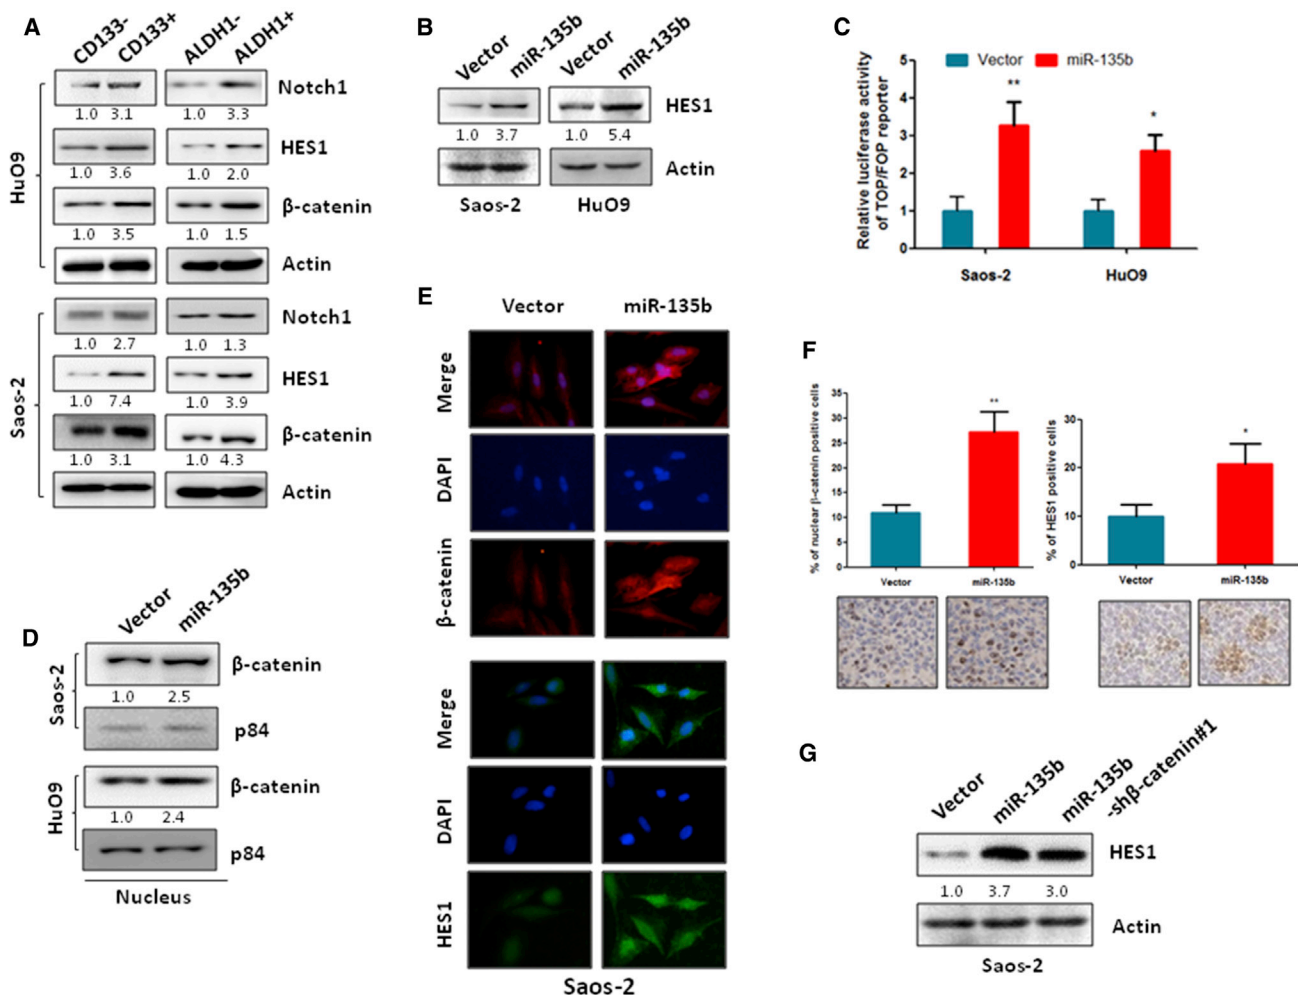 A
CD133- CD133+ ALDH1- ALDH1+
HuO9
Notch1
1.0 3.1 1.0 3.3
HES1
1.0 3.6 1.0 2.0
β-catenin
1.0 3.5 1.0 1.5
Actin
Saos-2
Notch1
1.0 2.7 1.0 1.3
HES1
1.0 7.4 1.0 3.9
β-catenin
1.0 3.1 1.0 4.3
Actin
B
Vector miR-135b Vector miR-135b
HES1
1.0 3.7 1.0 5.4
Actin
Saos-2 HuO9
C
Vector miR-135b
Relative luciferase activity
of TOP/FOP reporter
5
4
3
2
1
0
**
*
Saos-2 HuO9
D
Vector miR-135b
Saos-2
β-catenin
1.0 2.5
p84
HuO9
β-catenin
1.0 2.4
p84
Nucleus
E
Vector miR-135b
Merge
DAPI
β-catenin
Merge
DAPI
HES1
Saos-2
F
% of nuclear β-catenin positive cells
35
30
25
20
15
10
5
0
**
Vector miR-135b
% of HES1 positive cells
30
20
10
0
*
Vector miR-135b
G
Vector miR-135b miR-135b
-shβ-catenin#1
HES1
1.0 3.7 3.0
Actin
Saos-2